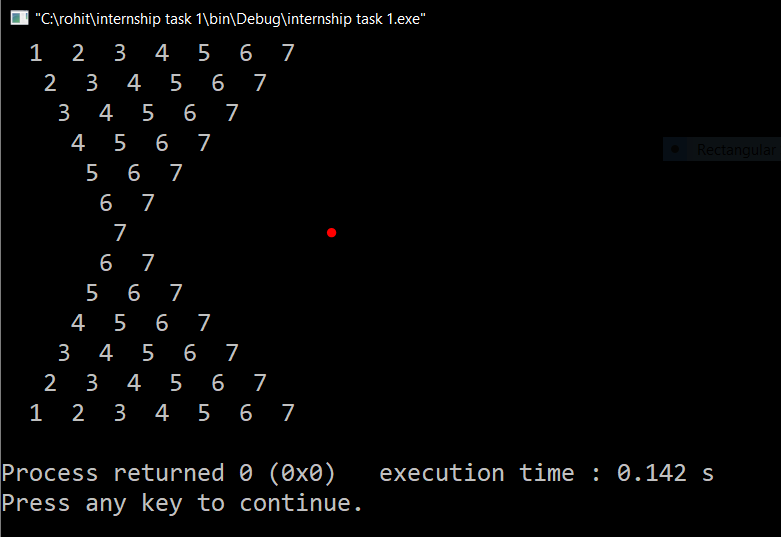 "C:\rohit\internship task 1\bin\Debug\internship task 1.exe"
  1  2  3  4  5  6  7
   2  3  4  5  6  7
    3  4  5  6  7
     4  5  6  7
      5  6  7
       6  7
        7
       6  7
      5  6  7
     4  5  6  7
    3  4  5  6  7
   2  3  4  5  6  7
  1  2  3  4  5  6  7
Rectangular
Process returned 0 (0x0)   execution time : 0.142 s
Press any key to continue.